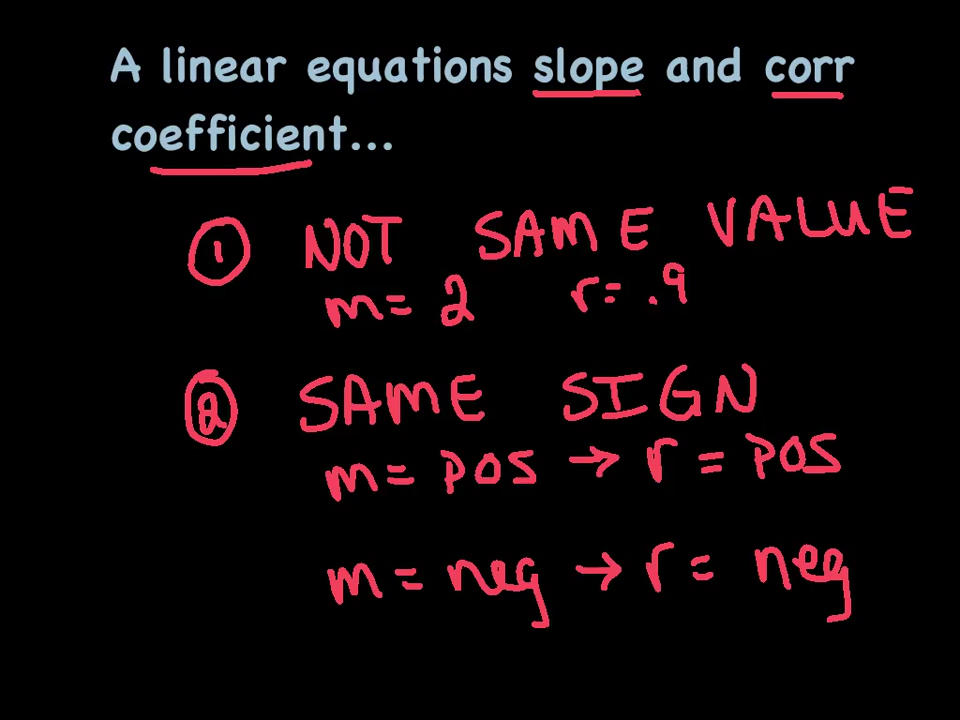 A linear equations slope and corr
coefficient...
① NOT SAME VALUE
m = 2 r = .9
② SAME SIGN
m = pos → r = pos
m = neg → r = neg